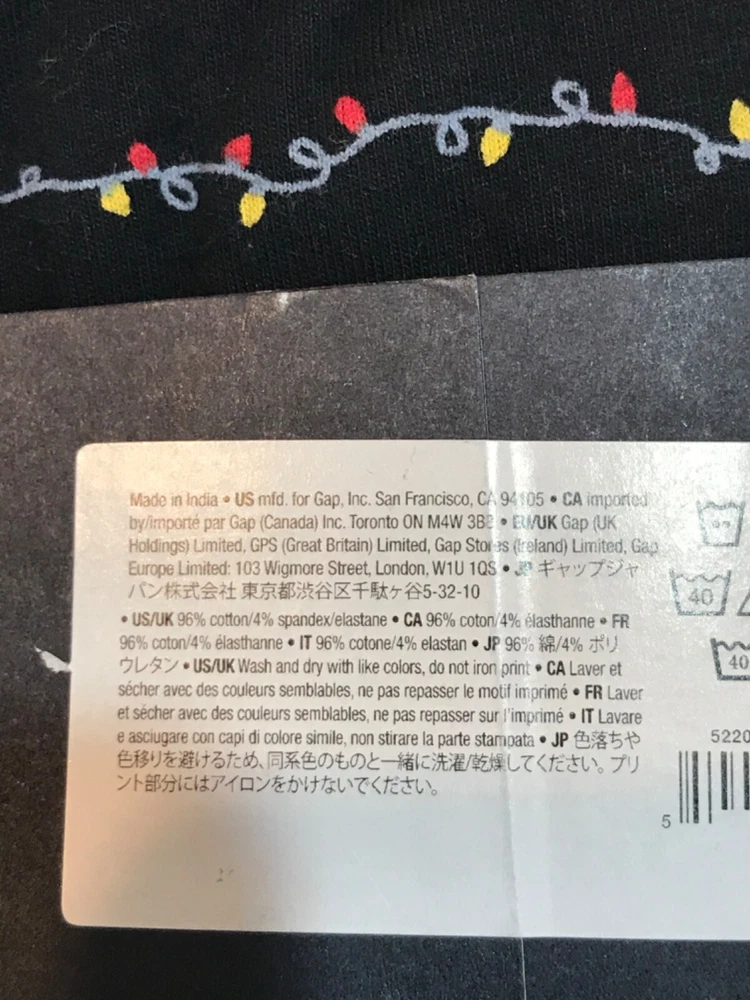 Made in India • US mfd. for Gap, Inc. San Francisco, CA 94105 • CA imported
by/importé par Gap (Canada) Inc. Toronto ON M4W 3B2 • EU/UK Gap (UK
Holdings) Limited, GPS (Great Britain) Limited, Gap Stores (Ireland) Limited, Gap
Europe Limited: 103 Wigmore Street, London, W1U 1QS • JP ギャップジャ
パン株式会社 東京都渋谷区千駄ヶ谷5-32-10
• US/UK 96% cotton/4% spandex/elastane • CA 96% coton/4% élasthanne • FR
96% coton/4% élasthanne • IT 96% cotone/4% elastan • JP 96% 綿/4% ポリ
ウレタン • US/UK Wash and dry with like colors, do not iron print • CA Laver et
sécher avec des couleurs semblables, ne pas repasser le motif imprimé • FR Laver
et sécher avec des couleurs semblables, ne pas repasser sur l'imprimé • IT Lavare
e asciugare con capi di colore simile, non stirare la parte stampata • JP 色落ちや
色移りを避けるため、同系色のものと一緒に洗濯/乾燥してください。プリ
ント部分にはアイロンをかけないでください。
40
40
5220
5